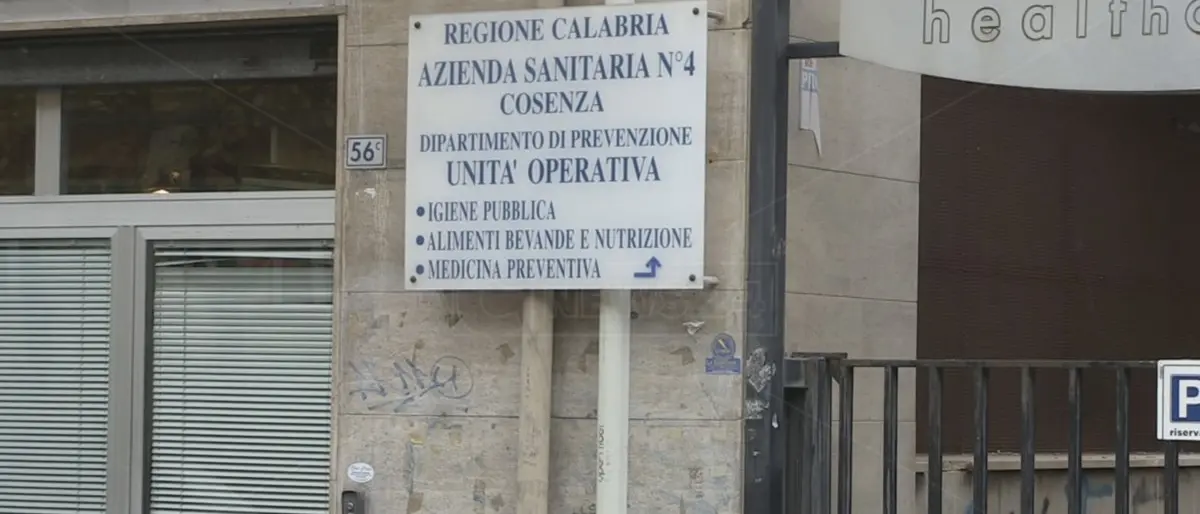 REGIONE CALABRIA
AZIENDA SANITARIA N°4
COSENZA
DIPARTIMENTO DI PREVENZIONE
UNITA' OPERATIVA
• IGIENE PUBBLICA
• ALIMENTI BEVANDE E NUTRIZIONE
• MEDICINA PREVENTIVA
56c
healthc
P
riserva